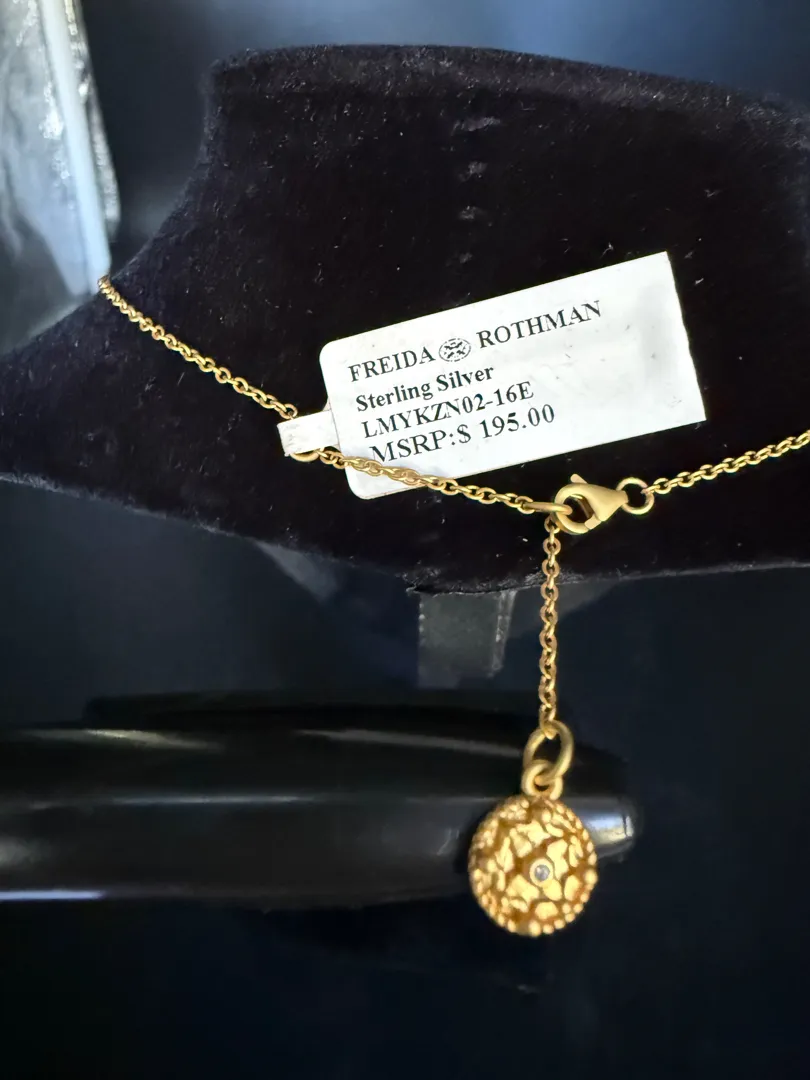 FREIDA ROTHMAN
Sterling Silver
LMYKZN02-16E
MSRP:$ 195.00